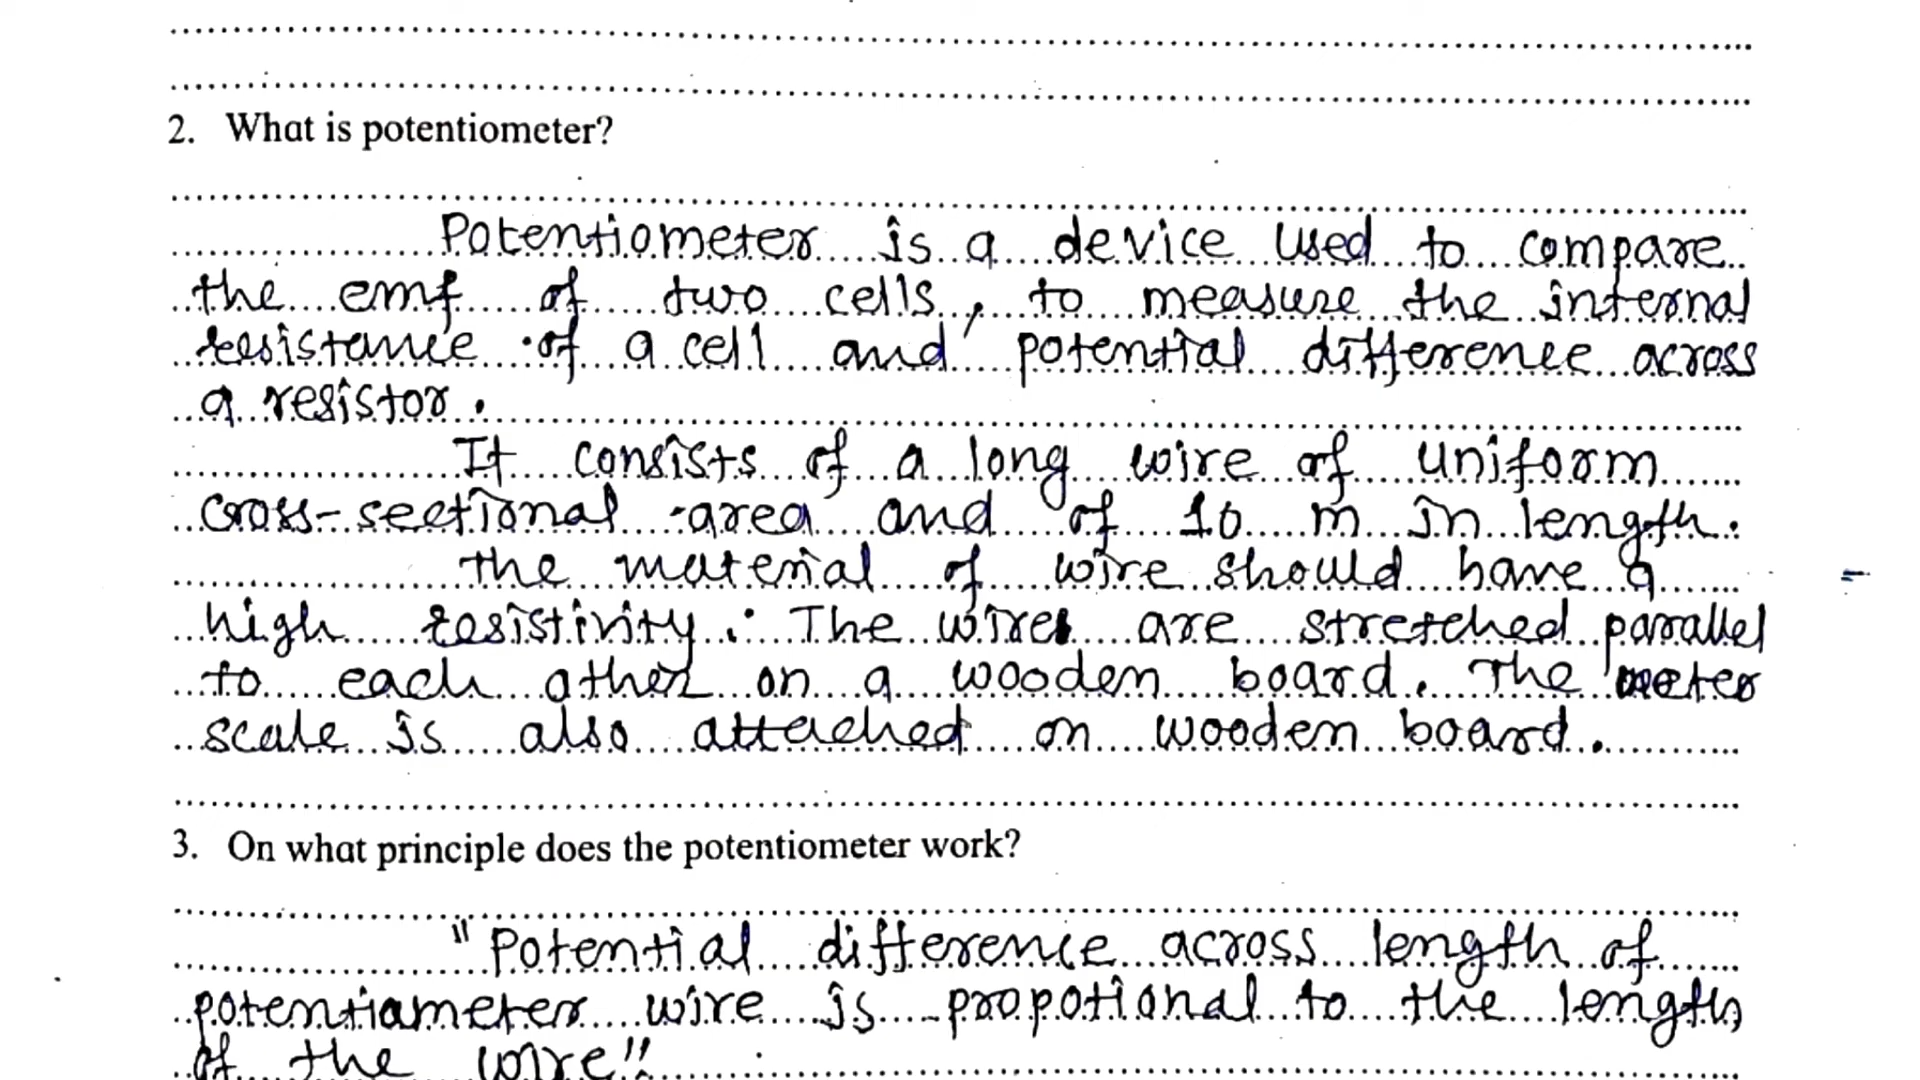 2. What is potentiometer?
Potentiometer is a device used to compare
the emf of two cells, to measure the internal
resistance of a cell and potential difference across
a resistor.
It consists of a long wire of uniform
cross-sectional area and of 10 m in length.
the material of wire should have a
high resistivity. The wires are stretched parallel
to each other on a wooden board. The meter
scale is also attached on wooden board.
3. On what principle does the potentiometer work?
"Potential difference across length of
potentiameter wire is propotional to the length
of the wire"